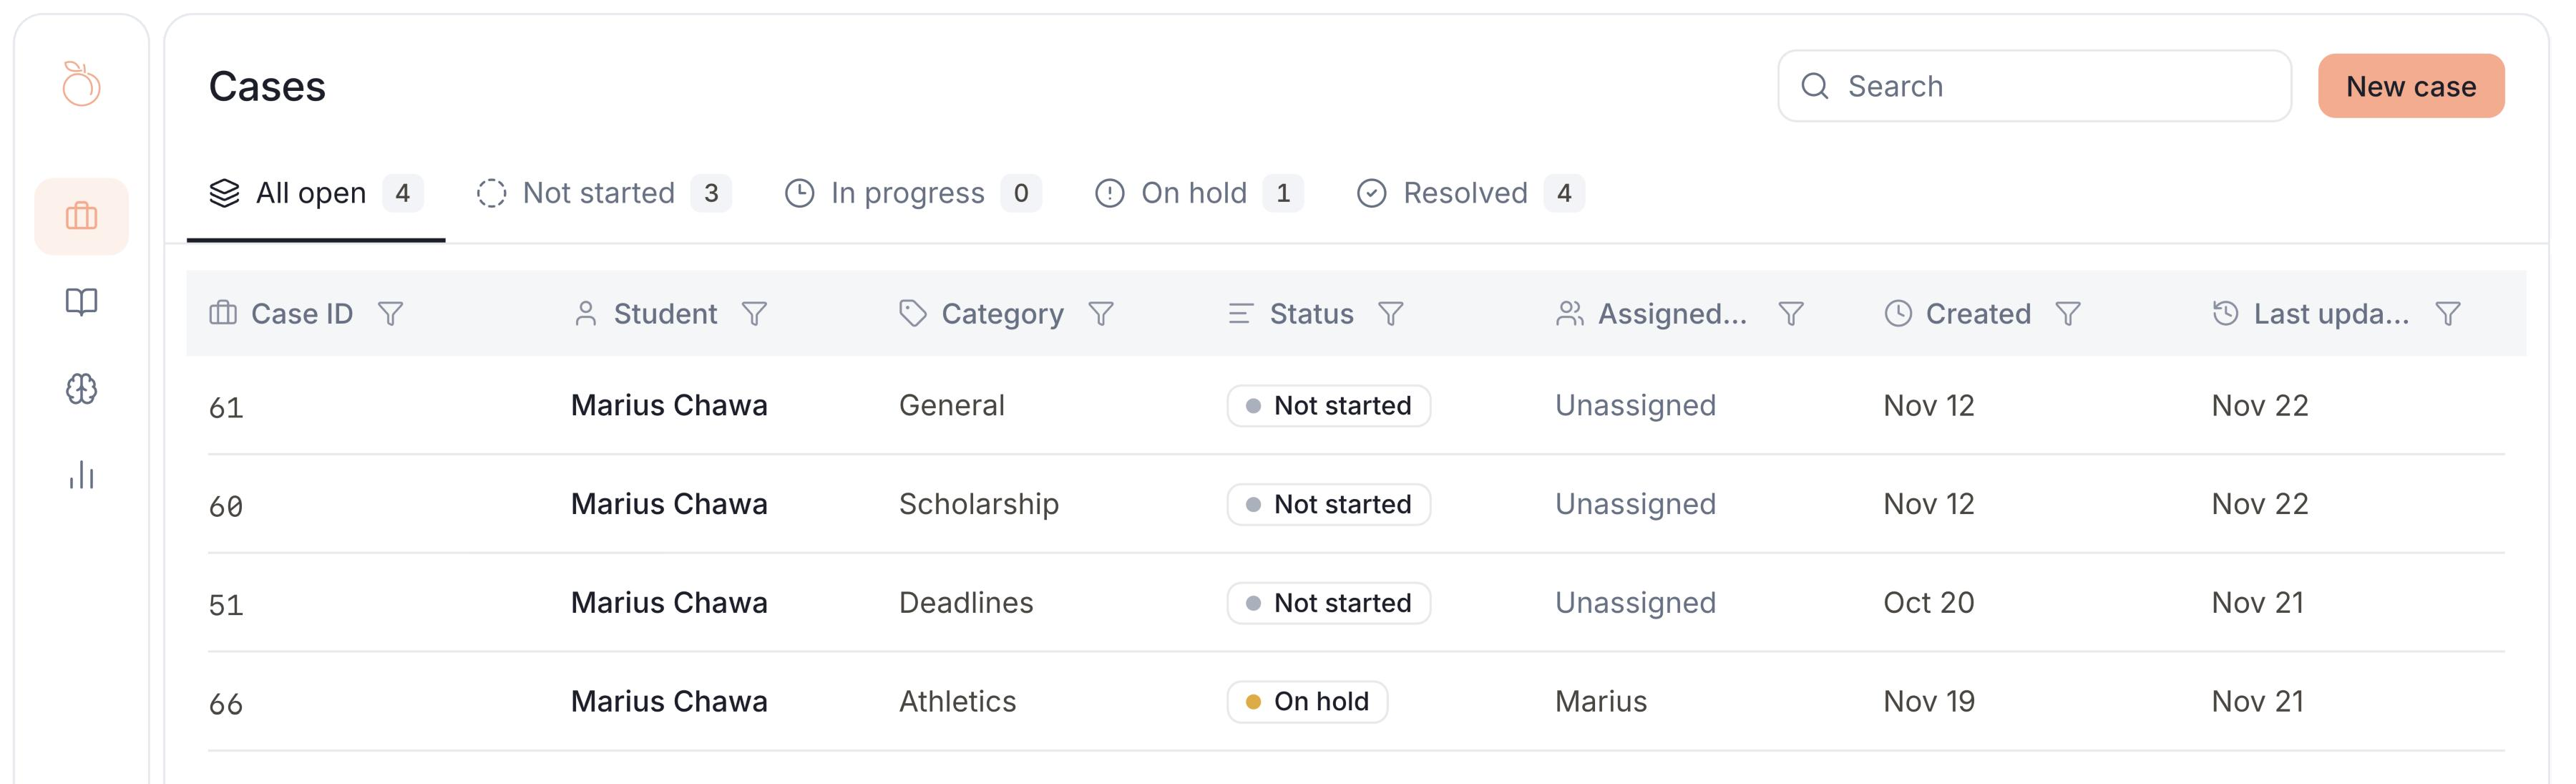 Cases
Search
New case
All open 4 Not started 3 In progress 0 On hold 1 Resolved 4
Case ID Student Category Status Assigned... Created Last upda...
61 Marius Chawa General Not started Unassigned Nov 12 Nov 22
60 Marius Chawa Scholarship Not started Unassigned Nov 12 Nov 22
51 Marius Chawa Deadlines Not started Unassigned Oct 20 Nov 21
66 Marius Chawa Athletics On hold Marius Nov 19 Nov 21